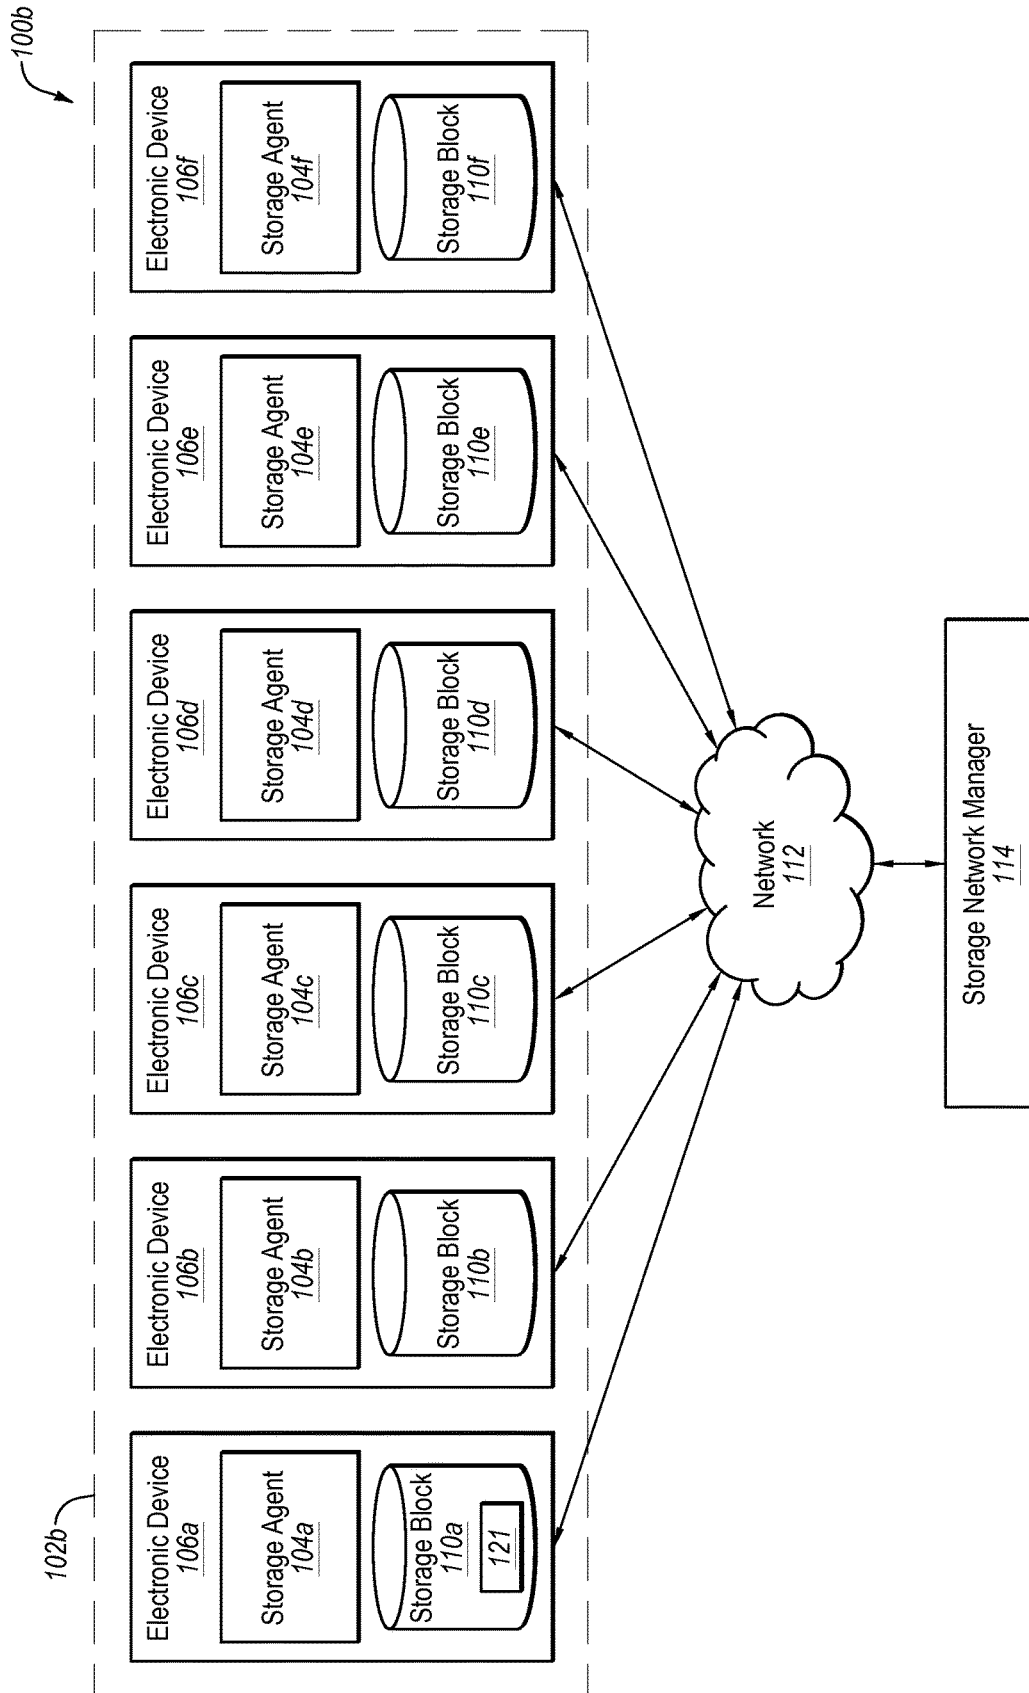 100b
102b
Electronic Device
106a
Storage Agent
104a
Storage Block
110a
121
Electronic Device
106b
Storage Agent
104b
Storage Block
110b
Electronic Device
106c
Storage Agent
104c
Storage Block
110c
Electronic Device
106d
Storage Agent
104d
Storage Block
110d
Electronic Device
106e
Storage Agent
104e
Storage Block
110e
Electronic Device
106f
Storage Agent
104f
Storage Block
110f
Network
112
Storage Network Manager
114